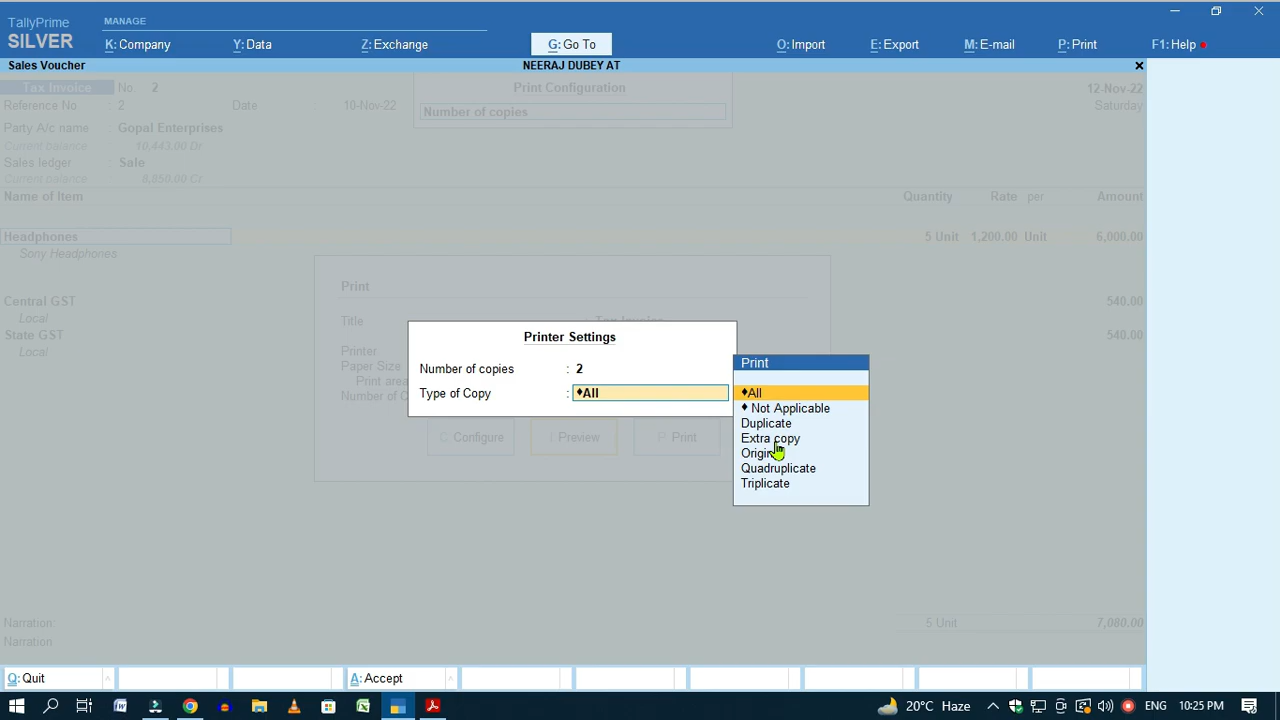 TallyPrime
MANAGE
SILVER
K: Company
Y: Data
Z: Exchange
G: Go To
O: Import
E: Export
M: E-mail
P: Print
F1: Help
Sales Voucher
NEERAJ DUBEY AT
×
Tax Invoice
No. 2
Print Configuration
12-Nov-22
Reference No. : 2
Date
10-Nov-22
Number of copies
Saturday
Party A/c name : Gopal Enterprises
Current balance : 10,443.00 Dr
Sales ledger : Sale
Current balance : 8,850.00 Cr
Name of Item
Quantity
Rate per
Amount
Headphones
5 Unit 1,200.00 Unit
6,000.00
Sony Headphones
Print
Central GST
540.00
Local
Title
: Tax Invoice
State GST
540.00
Printer Settings
Local
Printer
Paper Size
Number of copies : 2
Print
Print area
Type of Copy : ♦All
♦All
Number of C
♦ Not Applicable
Duplicate
C: Configure
I: Preview
P: Print
Extra copy
Quadruplicate
Triplicate
Narration:
5 Unit
7,080.00
Narration
Q: Quit
A: Accept
20°C Haze
ENG
10:25 PM